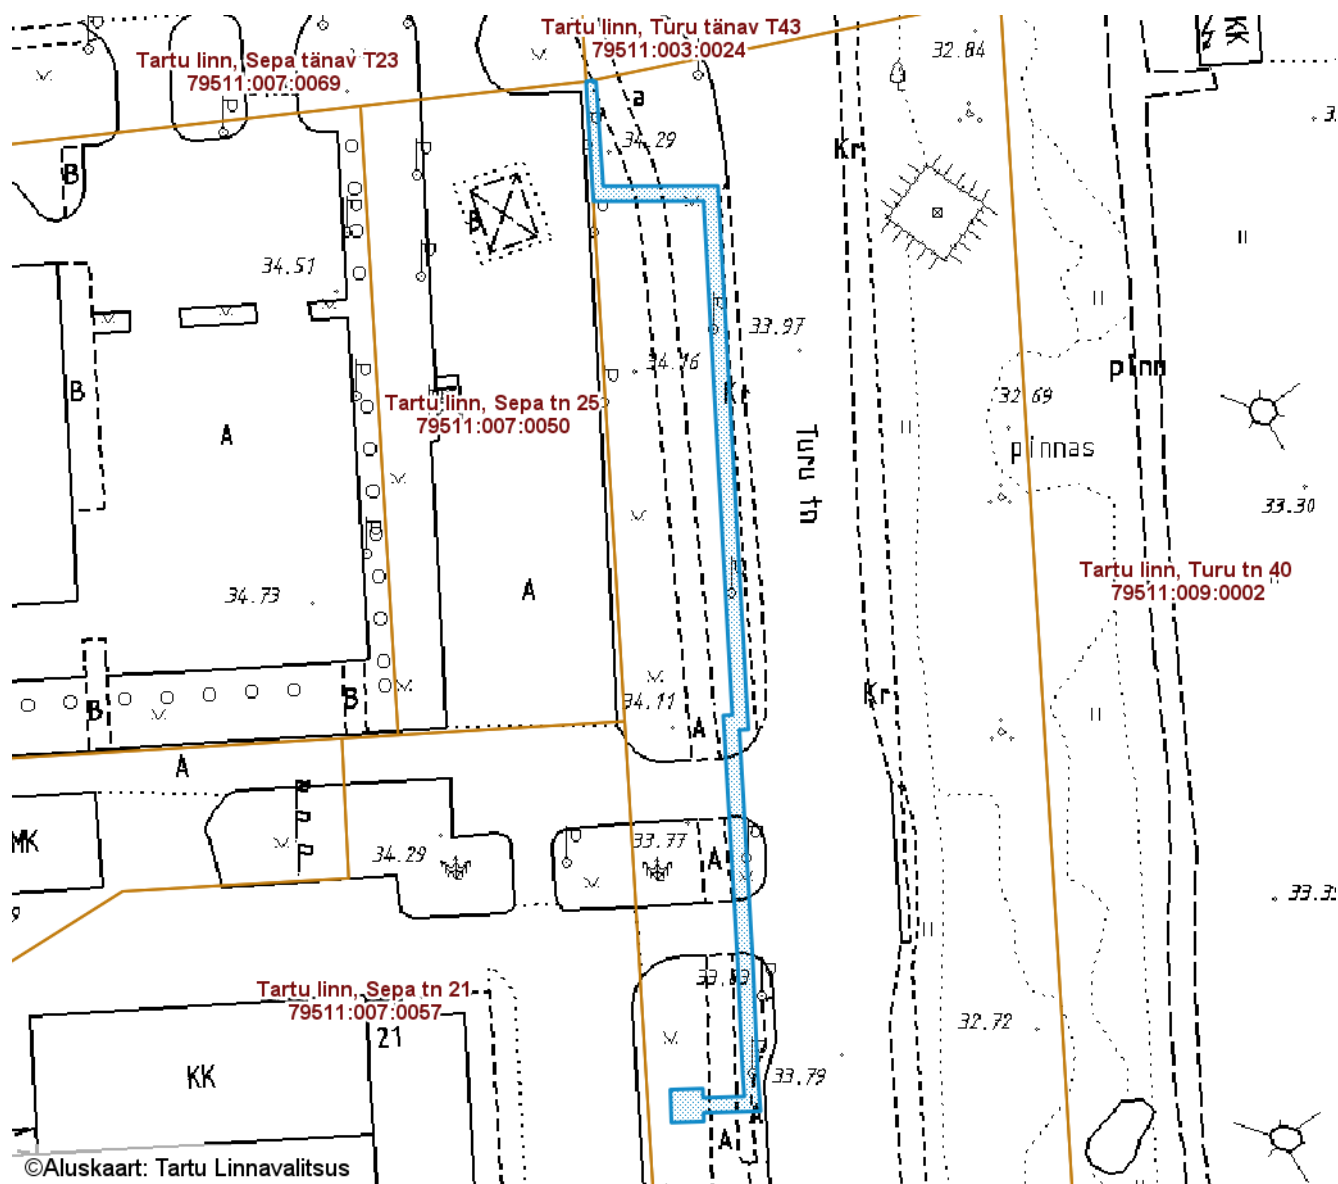 Tartu linn, Turu tänav T43
79511:003:0024
Tartu linn, Sepa tänav T23
79511:007:0069
32.84
KK
a
34.29
Kr
B
B
34.51
33.97
34.16
pinn
B
Kr
32.69
Tartu linn, Sepa tn 25
79511:007:0050
A
pinnas
Turu tn
33.30
Tartu linn, Turu tn 40
79511:009:0002
A
34.73
Kr
34.11
B
B
A
A
MK
33.77
34.29
A
9
Tartu linn, Sepa tn 21
79511:007:0057
21
32.72
KK
33.79
A
A
©Aluskaart: Tartu Linnavalitsus